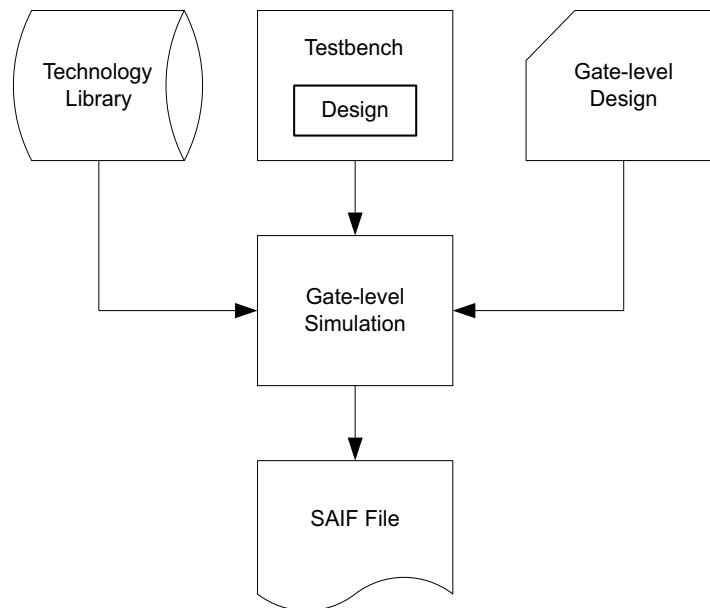 Technology
Library
Testbench
Design
Gate-level
Design
Gate-level
Simulation
SAIF File